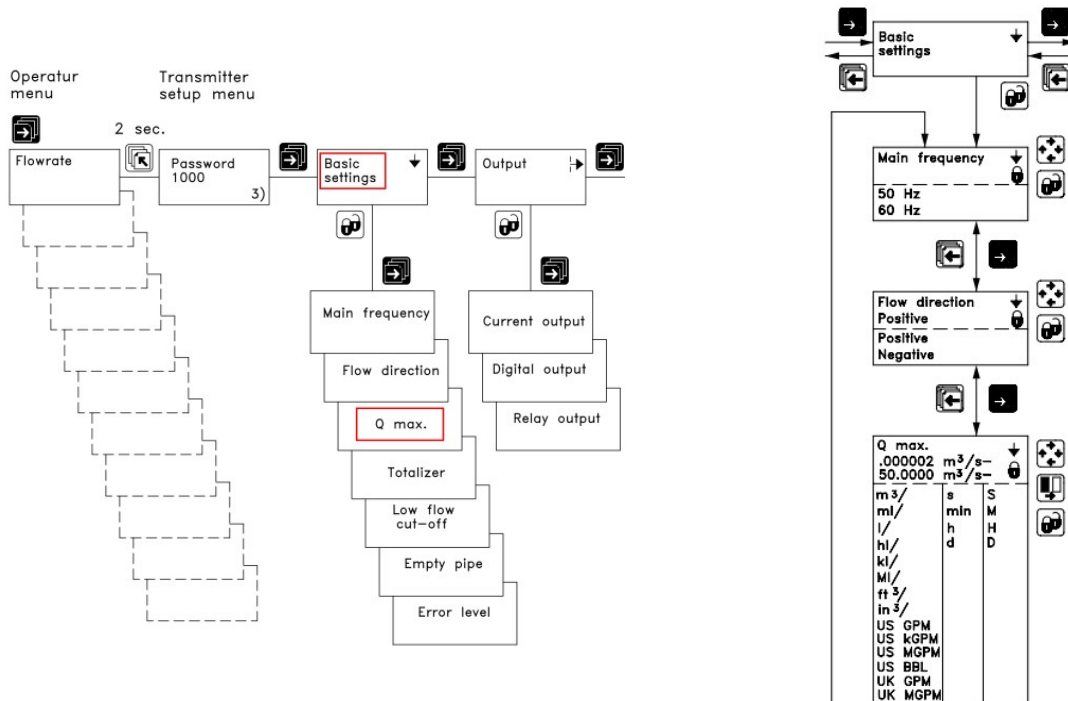 Operatur
menu
Transmitter
setup menu
2 sec.
Flowrate
Password
1000
3)
Basic
settings
Output
Main frequency
Flow direction
Q max.
Totalizer
Low flow
cut-off
Empty pipe
Error level
Current output
Digital output
Relay output
Basic
settings
Main frequency
50 Hz
60 Hz
Flow direction
Positive
Positive
Negative
Q max.
.000002 m³/s-
50.0000 m³/s-
m³/ s S
ml/ min M
l/ h H
hl/ d D
kl/
Ml/
ft³/
in³/
US GPM
US kGPM
US MGPM
US BBL
UK GPM
UK MGPM